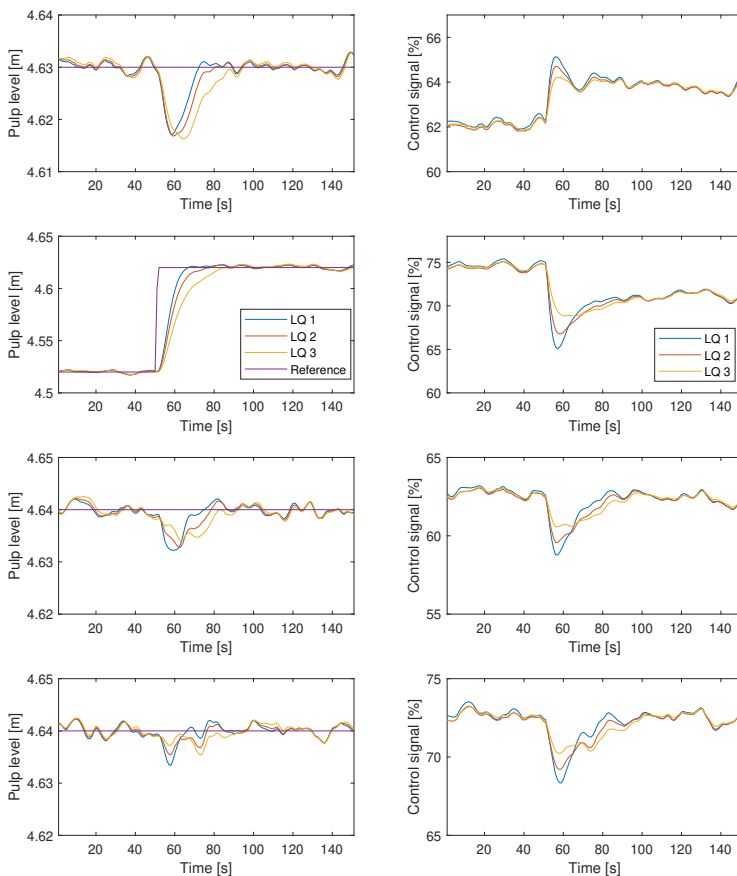 4.64
4.63
4.62
4.61
Pulp level [m]
20 40 60 80 100 120 140
Time [s]
66
64
62
60
Control signal [%]
20 40 60 80 100 120 140
Time [s]
4.65
4.6
4.55
4.5
Pulp level [m]
LQ 1
LQ 2
LQ 3
Reference
20 40 60 80 100 120 140
Time [s]
75
70
65
60
Control signal [%]
LQ 1
LQ 2
LQ 3
20 40 60 80 100 120 140
Time [s]
4.65
4.64
4.63
4.62
Pulp level [m]
20 40 60 80 100 120 140
Time [s]
65
60
55
Control signal [%]
20 40 60 80 100 120 140
Time [s]
4.65
4.64
4.63
4.62
Pulp level [m]
20 40 60 80 100 120 140
Time [s]
75
70
65
Control signal [%]
20 40 60 80 100 120 140
Time [s]